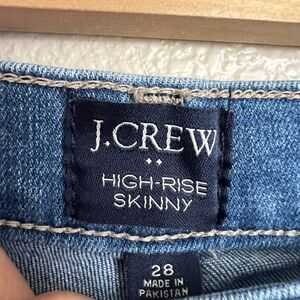 J.CREW
HIGH-RISE
SKINNY
28
MADE IN
PAKISTAN